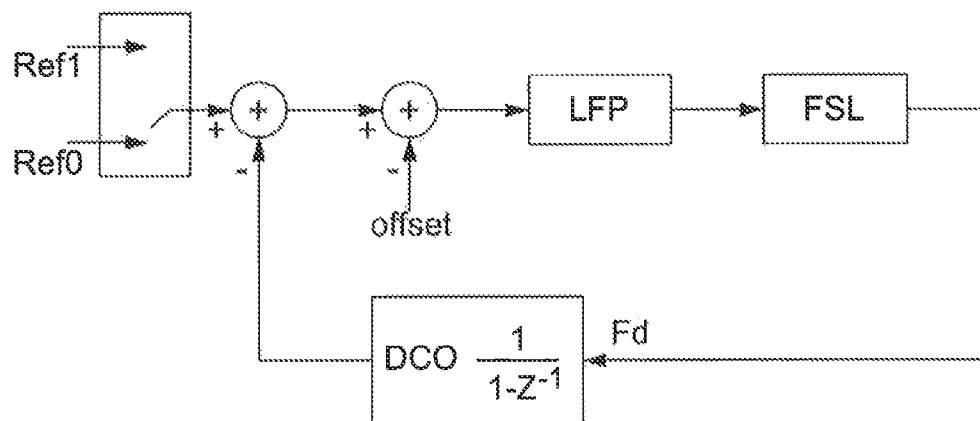 Ref1
Ref0
+
+
-
+
+
-
offset
LFP
FSL
DCO 1/(1-Z⁻¹)
Fd